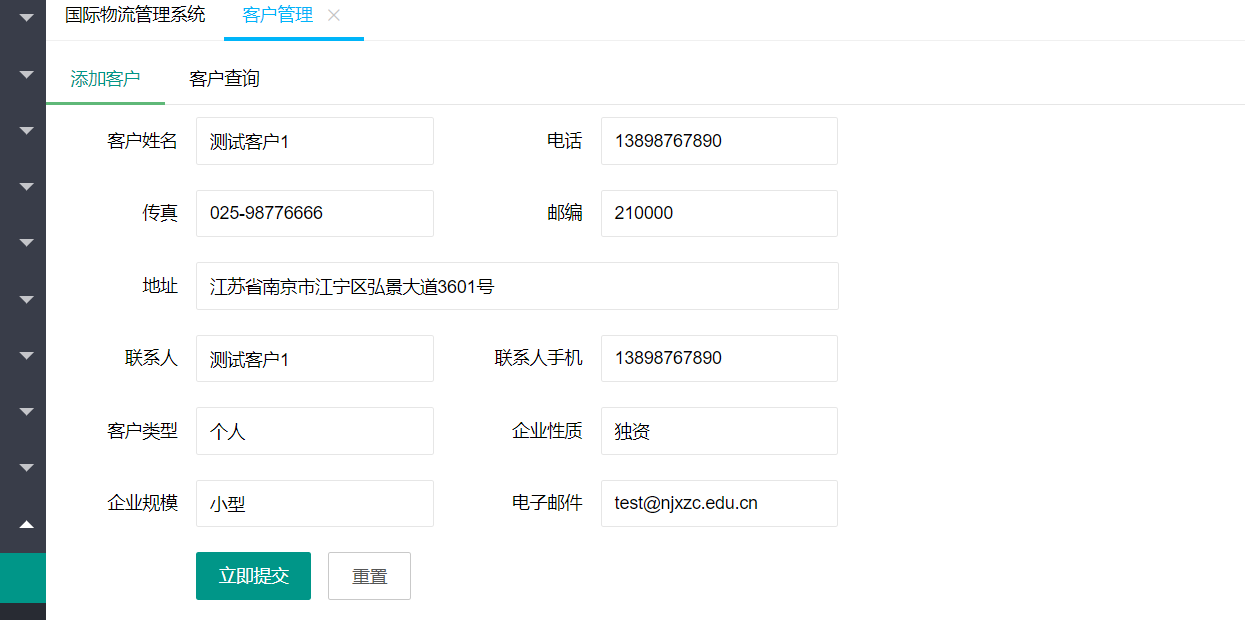 国际物流管理系统 客户管理
添加客户 客户查询
客户姓名 测试客户1 电话 13898767890
传真 025-98776666 邮编 210000
地址 江苏省南京市江宁区弘景大道3601号
联系人 测试客户1 联系人手机 13898767890
客户类型 个人 企业性质 独资
企业规模 小型 电子邮件 test@njxzc.edu.cn
立即提交 重置